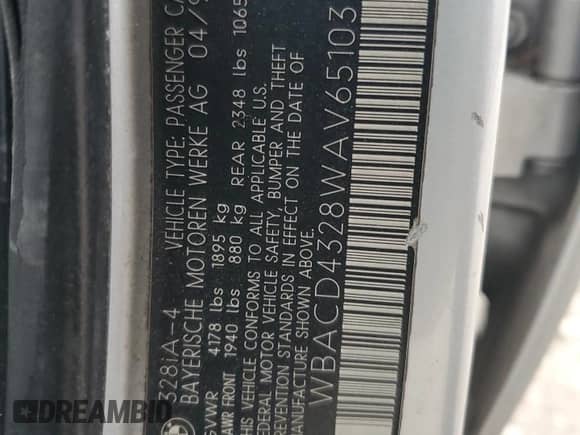 328iA-4 VEHICLE TYPE: PASSENGER
BAYERISCHE MOTOREN WERKE AG 04/
GVWR 4178 lbs 1895 kg
GAWR FRONT 1940 lbs 880 kg REAR 2348 lbs 1065
THIS VEHICLE CONFORMS TO ALL APPLICABLE U.S.
FEDERAL MOTOR VEHICLE SAFETY, BUMPER AND THEFT
PREVENTION STANDARDS IN EFFECT ON THE DATE OF
MANUFACTURE SHOWN ABOVE.
WBACD4328WAV65103
DREAMBID